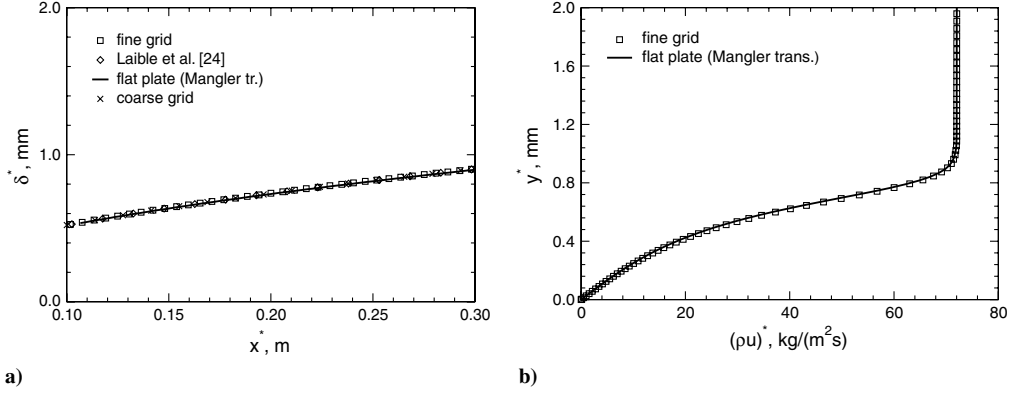 2.0
1.0
0.0
δ*, mm
fine grid
Laible et al. [24]
flat plate (Mangler tr.)
coarse grid
0.10 0.15 0.20 0.25 0.30
x*, m
a)
2.0
1.6
1.2
0.8
0.4
0.0
y*, mm
fine grid
flat plate (Mangler trans.)
0 20 40 60 80
(ρu)*, kg/(m²s)
b)